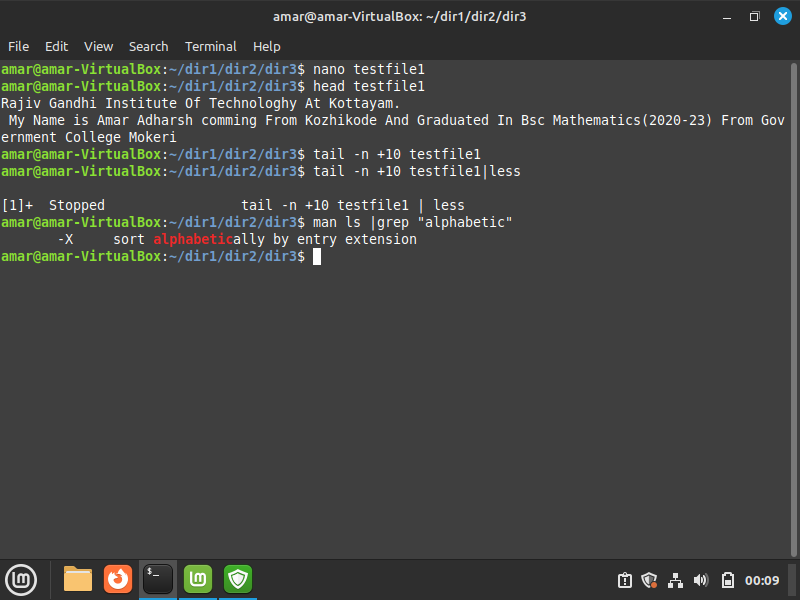 amar@amar-VirtualBox: ~/dir1/dir2/dir3
File Edit View Search Terminal Help
amar@amar-VirtualBox:~/dir1/dir2/dir3$ nano testfile1
amar@amar-VirtualBox:~/dir1/dir2/dir3$ head testfile1
Rajiv Gandhi Institute Of Technologhy At Kottayam.
 My Name is Amar Adharsh comming From Kozhikode And Graduated In Bsc Mathematics(2020-23) From Gov
ernment College Mokeri
amar@amar-VirtualBox:~/dir1/dir2/dir3$ tail -n +10 testfile1
amar@amar-VirtualBox:~/dir1/dir2/dir3$ tail -n +10 testfile1|less
[1]+  Stopped                 tail -n +10 testfile1 | less
amar@amar-VirtualBox:~/dir1/dir2/dir3$ man ls |grep "alphabetic"
       -X     sort alphabetically by entry extension
amar@amar-VirtualBox:~/dir1/dir2/dir3$
$_
00:09